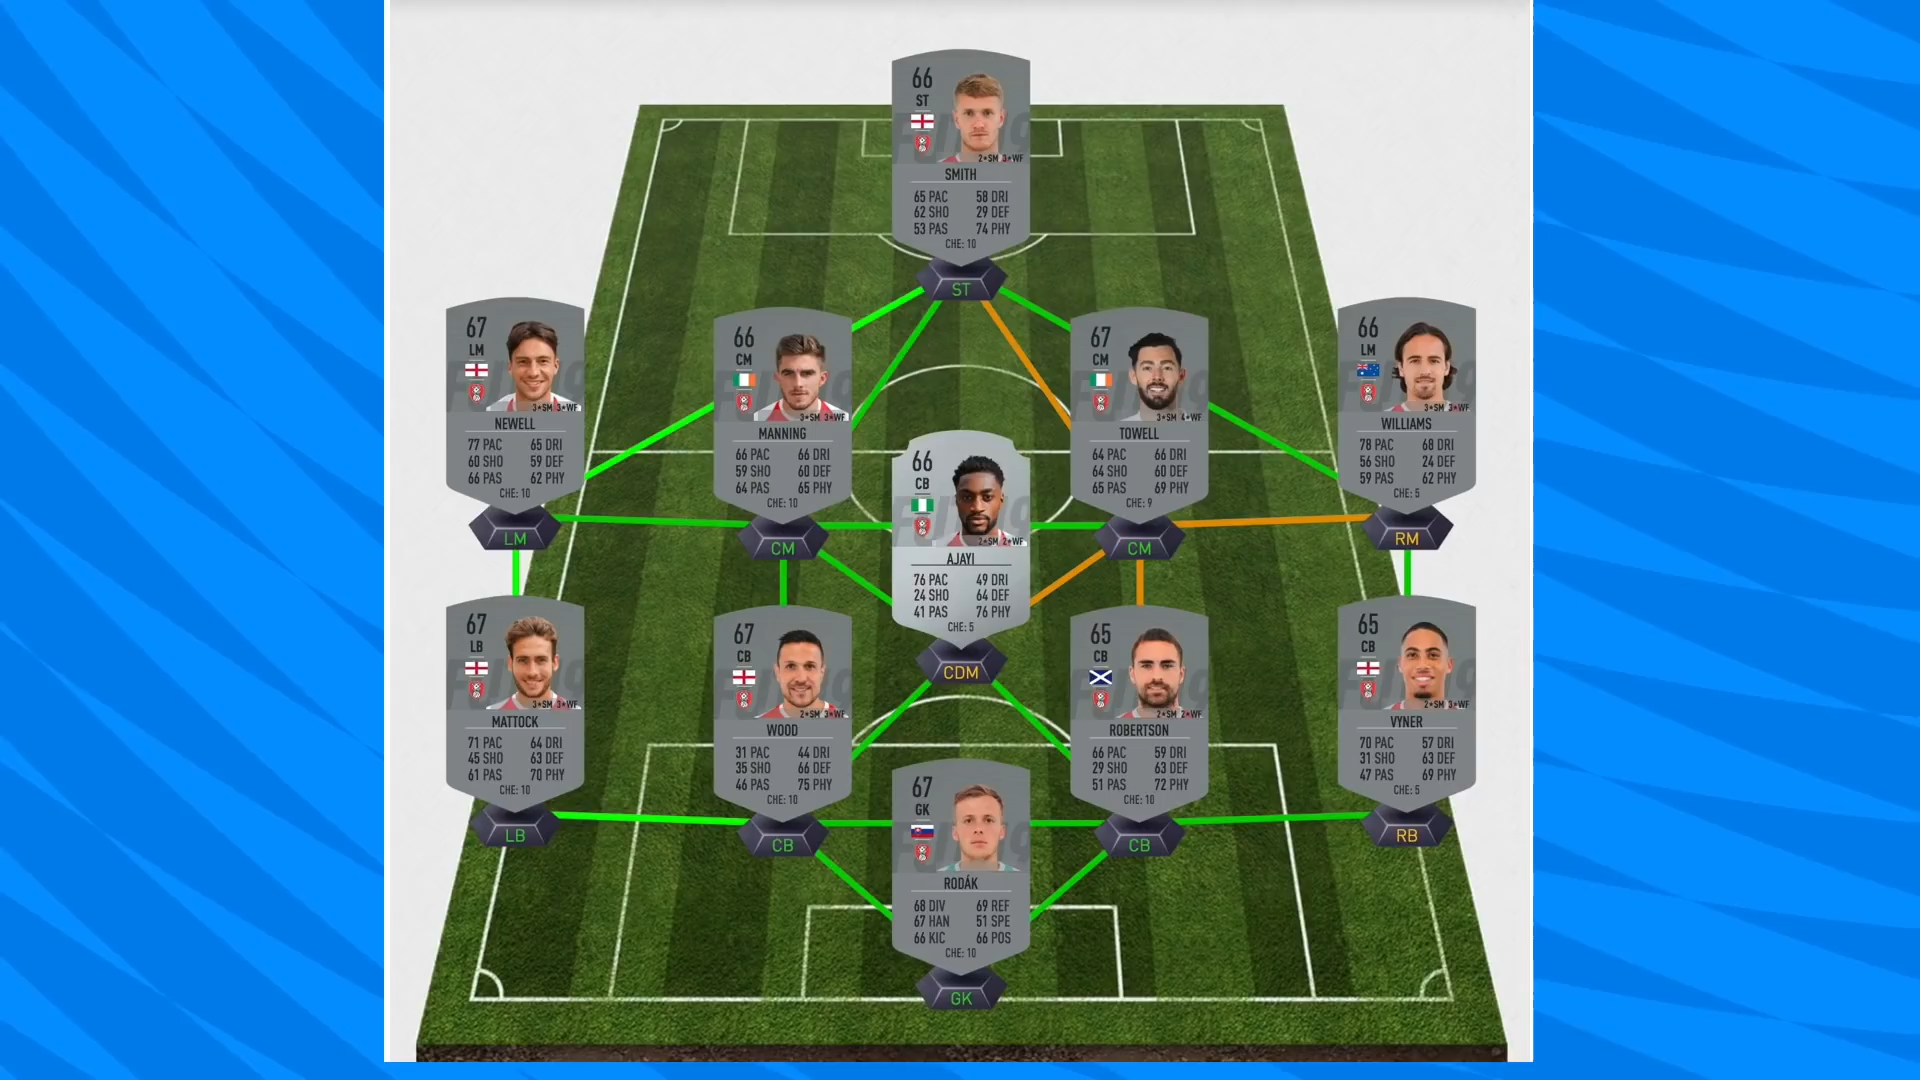 66
ST
2★SM 3★WF
SMITH
65 PAC 58 DRI
62 SHO 29 DEF
53 PAS 74 PHY
CHE: 10
ST
67
LM
3★SM 3★WF
NEWELL
77 PAC 65 DRI
60 SHO 59 DEF
66 PAS 62 PHY
CHE: 10
LM
66
CM
3★SM 3★WF
MANNING
66 PAC 66 DRI
59 SHO 60 DEF
64 PAS 65 PHY
CHE: 10
CM
67
CM
3★SM 4★WF
TOWELL
64 PAC 66 DRI
64 SHO 60 DEF
65 PAS 69 PHY
CHE: 9
CM
66
LM
3★SM 3★WF
WILLIAMS
78 PAC 68 DRI
56 SHO 24 DEF
59 PAS 62 PHY
CHE: 5
RM
66
CB
2★SM 2★WF
AJAYI
76 PAC 49 DRI
24 SHO 64 DEF
41 PAS 76 PHY
CHE: 5
CDM
67
LB
3★SM 3★WF
MATTOCK
71 PAC 64 DRI
45 SHO 63 DEF
61 PAS 70 PHY
CHE: 10
LB
67
CB
2★SM 3★WF
WOOD
31 PAC 44 DRI
35 SHO 66 DEF
46 PAS 75 PHY
CHE: 10
CB
65
CB
2★SM 2★WF
ROBERTSON
66 PAC 59 DRI
29 SHO 63 DEF
51 PAS 72 PHY
CHE: 10
CB
65
CB
2★SM 3★WF
VYNER
70 PAC 57 DRI
31 SHO 63 DEF
47 PAS 69 PHY
CHE: 5
RB
67
GK
RODÁK
68 DIV 69 REF
67 HAN 51 SPE
66 KIC 66 POS
CHE: 10
GK